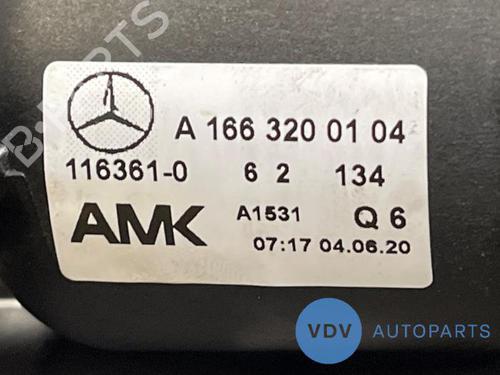 A 166 320 01 04
116361-0 6 2 134
AMK A1531 Q 6
07:17 04.06.20
VDV AUTOPARTS